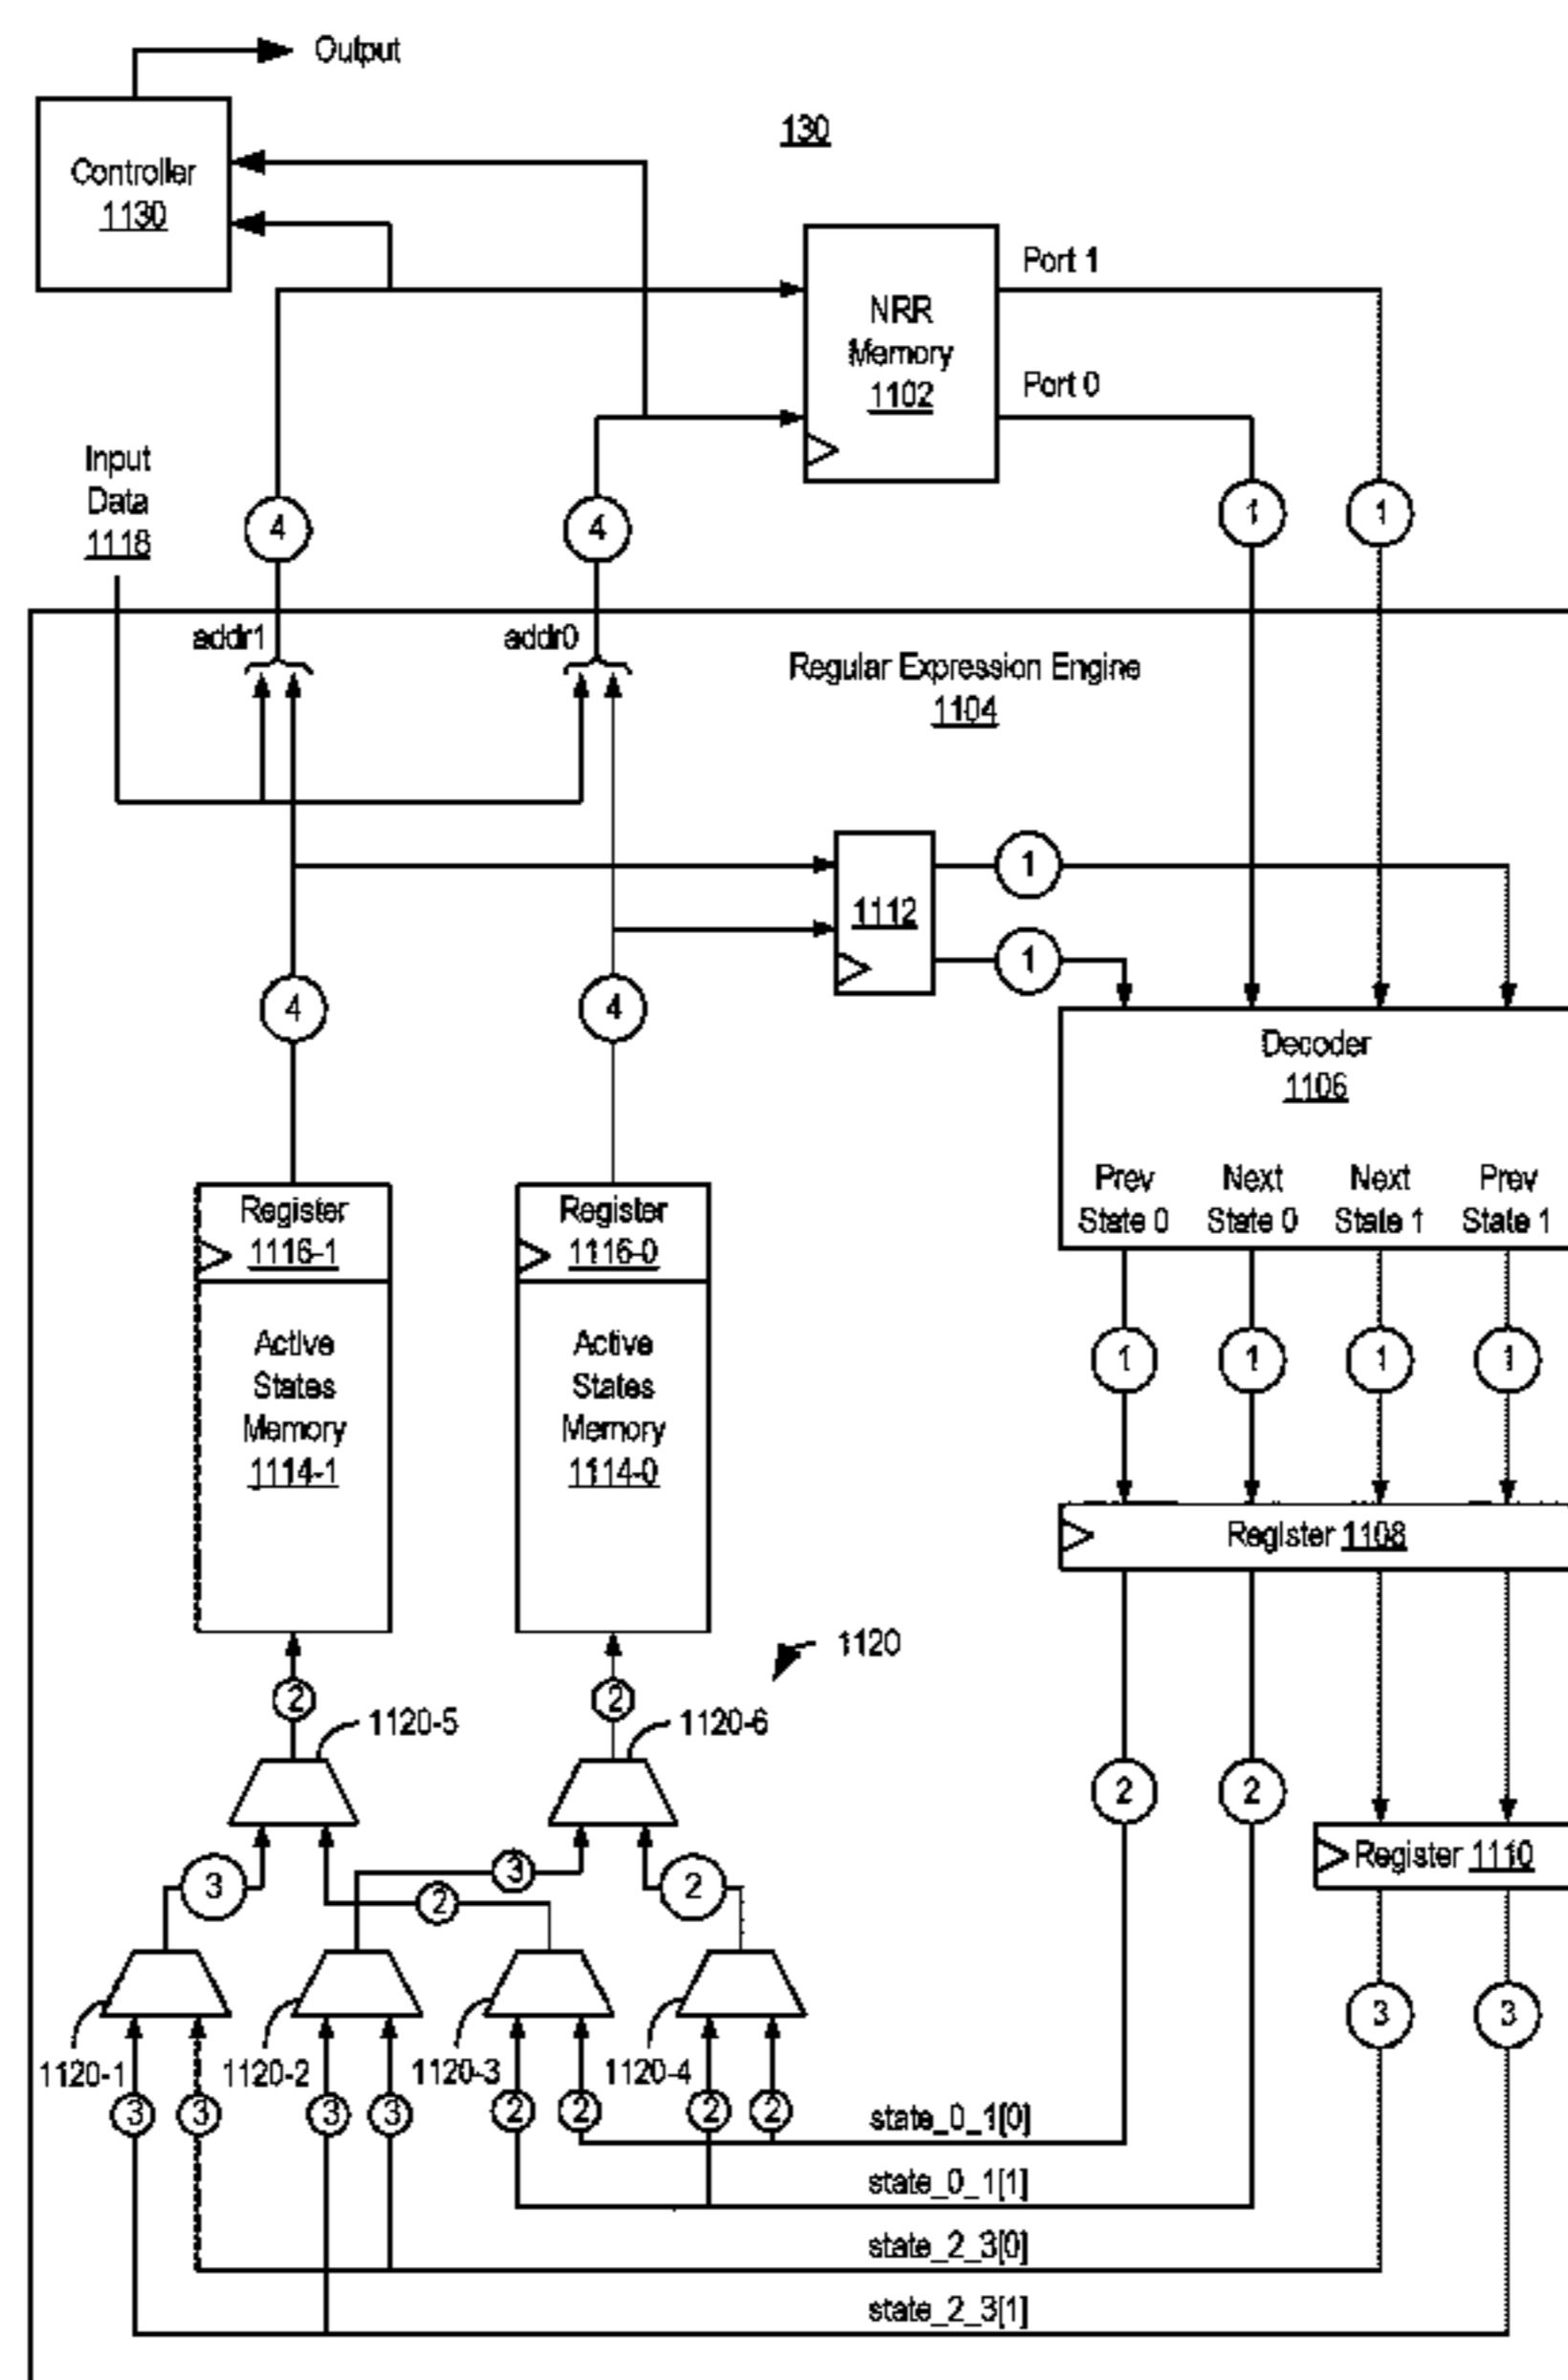 Output
130
Controller
1130
Port 1
NRR
Memory
1102
Port 0
Input
Data
1118
4
4
1
1
addr1
addr0
Regular Expression Engine
1104
1
1112
1
4
4
Decoder
1106
Prev
State 0
Next
State 0
Next
State 1
Prev
State 1
Register
1116-1
Register
1116-0
Active
States
Memory
1114-1
Active
States
Memory
1114-0
1
1
1
1
Register 1108
1120
2
2
1120-5
1120-6
2
2
3
3
2
2
Register 1110
3
3
1120-1
1120-2
1120-3
1120-4
3
3
3
3
2
2
2
2
state_0_1[0]
state_0_1[1]
state_2_3[0]
state_2_3[1]